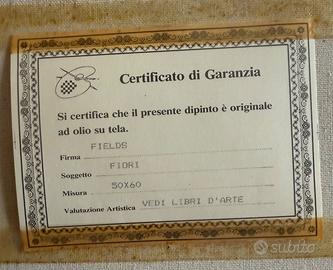 Certificato di Garanzia
Si certifica che il presente dipinto è originale
ad olio su tela.
Firma FIELDS
Soggetto FIORI
Misura 50X60
Valutazione Artistica VEDI LIBRI D'ARTE
subito